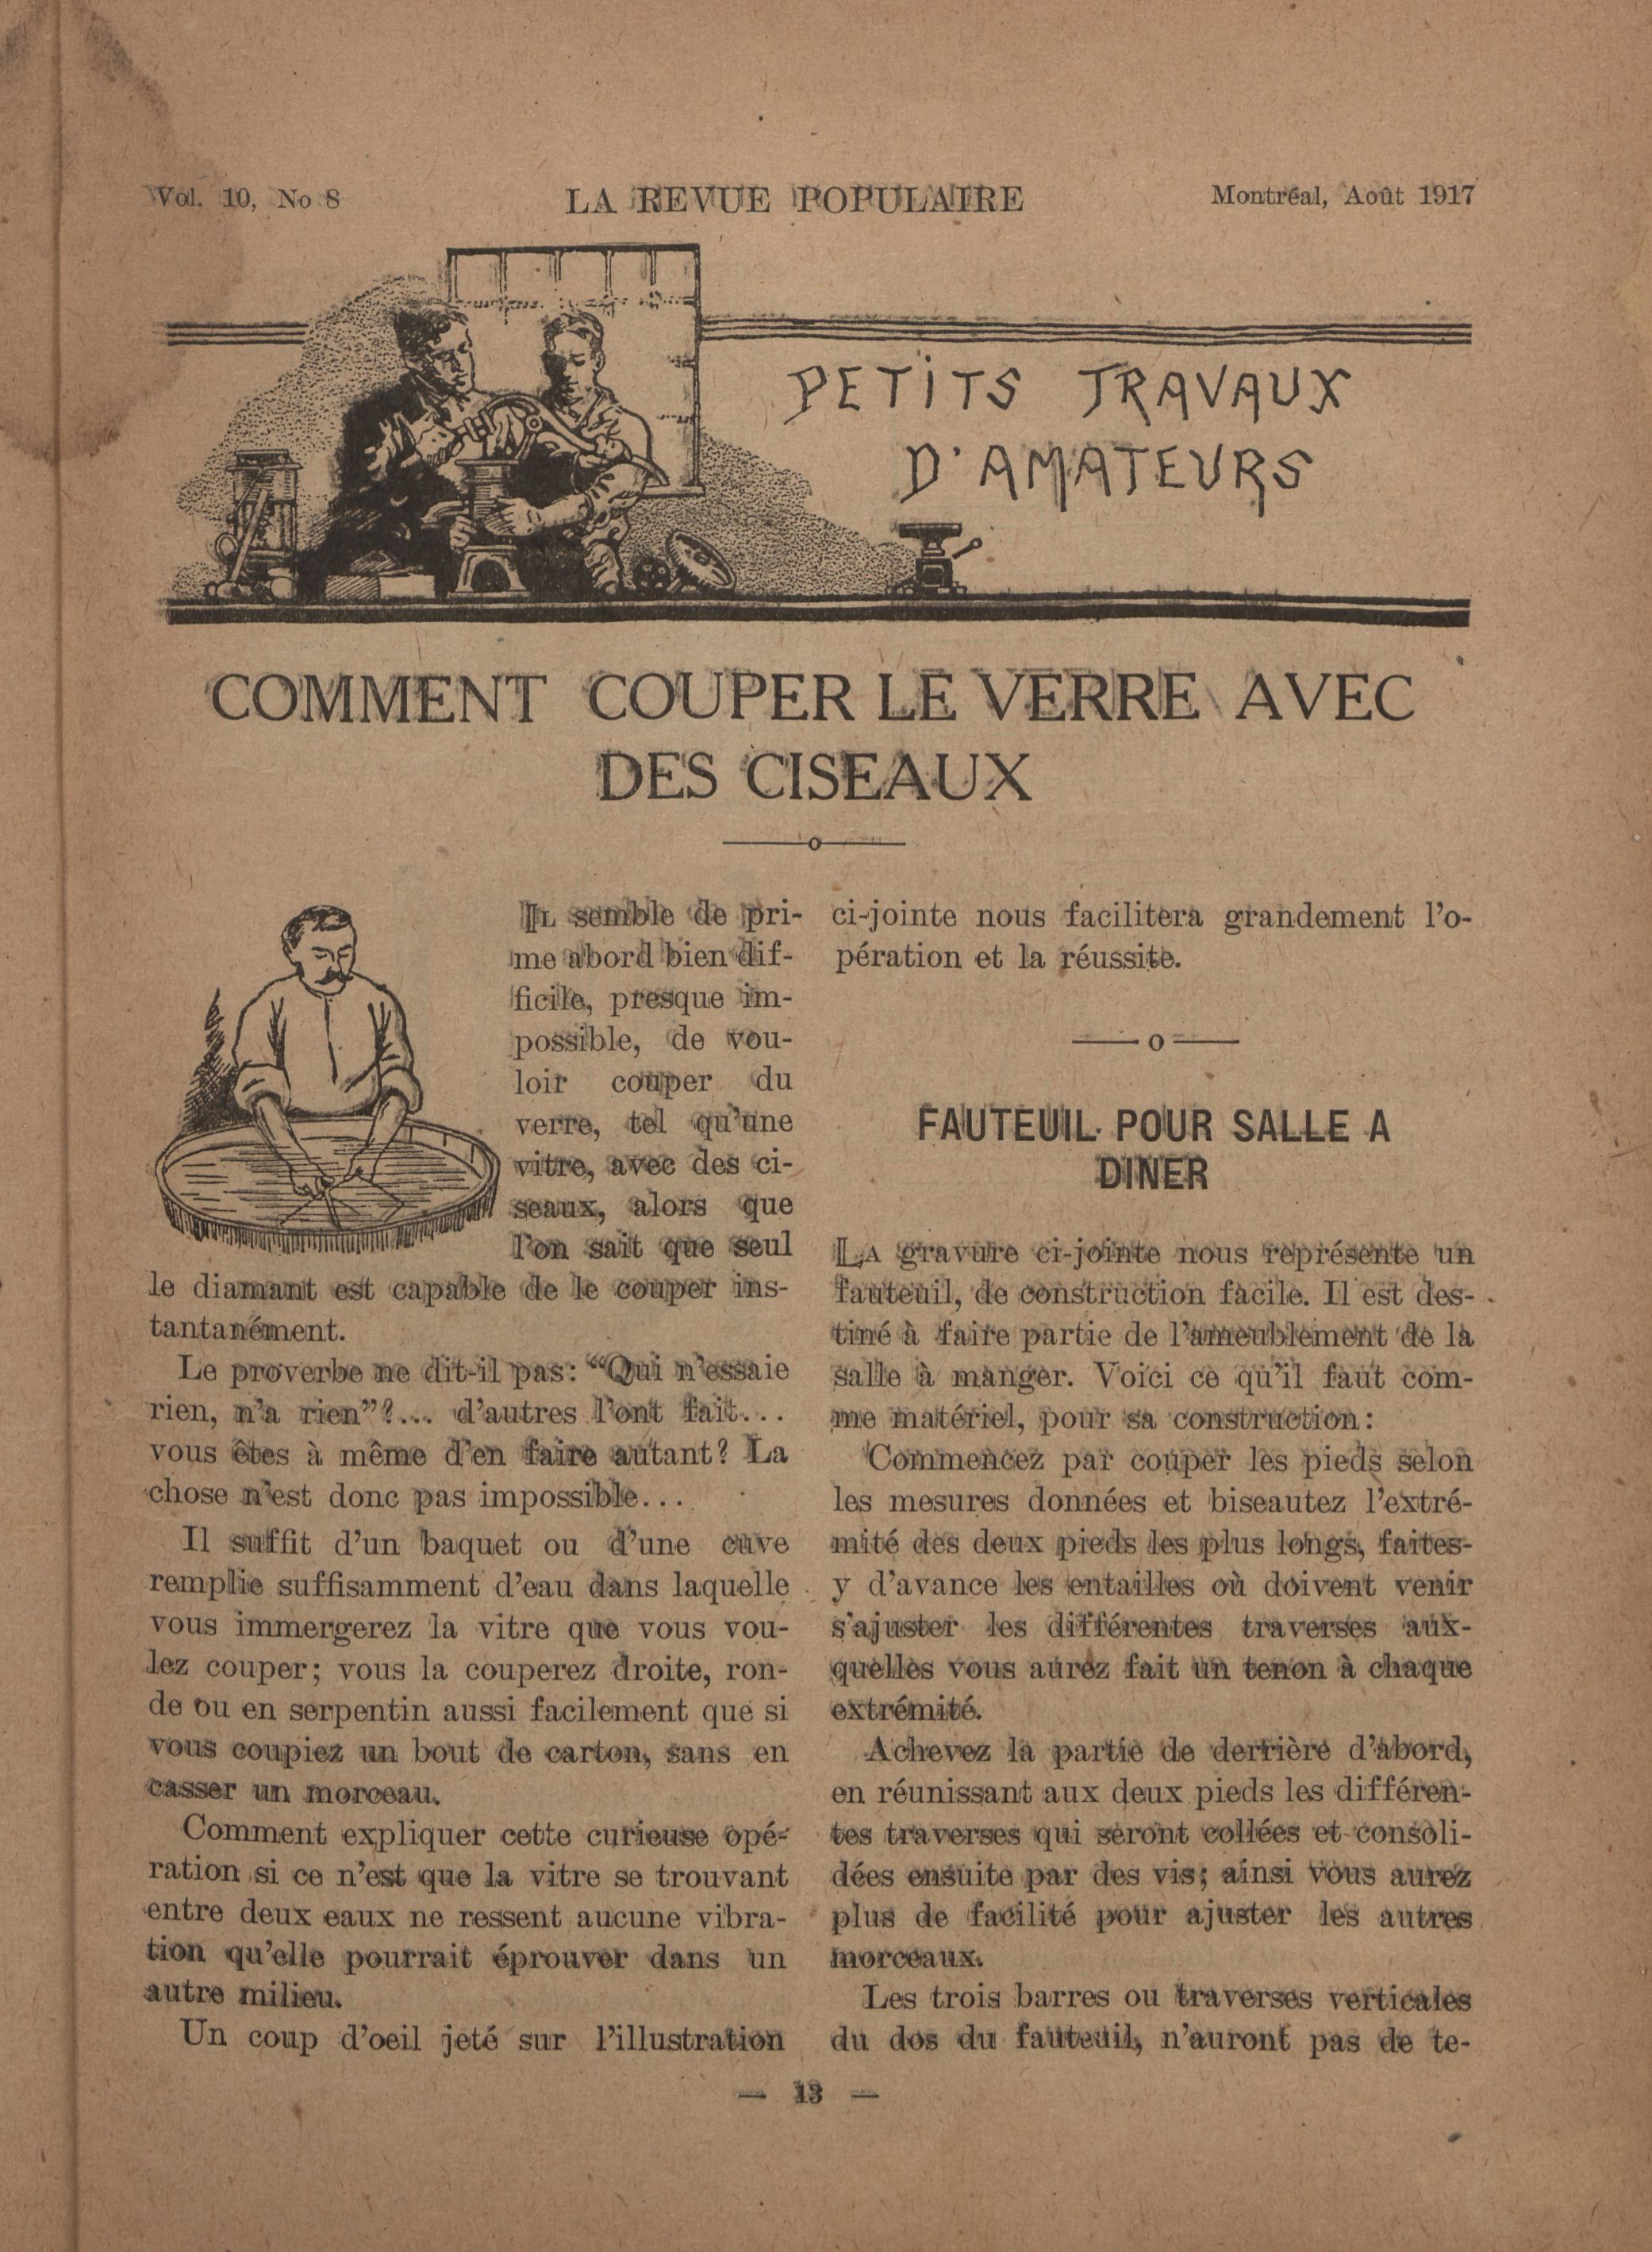 Vol. 10, No 8 LA REVUE POPULAIRE Montréal, Août 1917
PETITS TRAVAUX
D'AMATEURS
COMMENT COUPER LE VERRE AVEC
DES CISEAUX
IL semble de pri-
me abord bien dif-
ficile, presque im-
possible, de vou-
loir couper du
verre, tel qu'une
vitre, avec des ci-
seaux, alors que
l'on sait que seul
le diamant est capable de le couper ins-
tantanément.
Le proverbe ne dit-il pas: “Qui n'essaie
rien, n'a rien”?... d'autres l'ont fait...
vous êtes à même d'en faire autant? La
chose n'est donc pas impossible...
Il suffit d'un baquet ou d'une cuve
remplie suffisamment d'eau dans laquelle
vous immergerez la vitre que vous vou-
lez couper; vous la couperez droite, ron-
de ou en serpentin aussi facilement que si
vous coupiez un bout de carton, sans en
casser un morceau.
Comment expliquer cette curieuse opé-
ration si ce n'est que la vitre se trouvant
entre deux eaux ne ressent aucune vibra-
tion qu'elle pourrait éprouver dans un
autre milieu.
Un coup d'oeil jeté sur l'illustration
ci-jointe nous facilitera grandement l'o-
pération et la réussite.
FAUTEUIL POUR SALLE A
DINER
LA gravure ci-jointe nous représente un
fauteuil, de construction facile. Il est des-
tiné à faire partie de l'ameublement de la
salle à manger. Voici ce qu'il faut com-
me matériel, pour sa construction:
Commencez par couper les pieds selon
les mesures données et biseautez l'extré-
mité des deux pieds les plus longs, faites-
y d'avance les entailles où doivent venir
s'ajuster les différentes traverses aux-
quelles vous aurez fait un tenon à chaque
extrémité.
Achevez la partie de derrière d'abord,
en réunissant aux deux pieds les différen-
tes traverses qui seront collées et consoli-
dées ensuite par des vis; ainsi vous aurez
plus de facilité pour ajuster les autres
morceaux.
Les trois barres ou traverses verticales
du dos du fauteuil, n'auront pas de te-
— 13 —